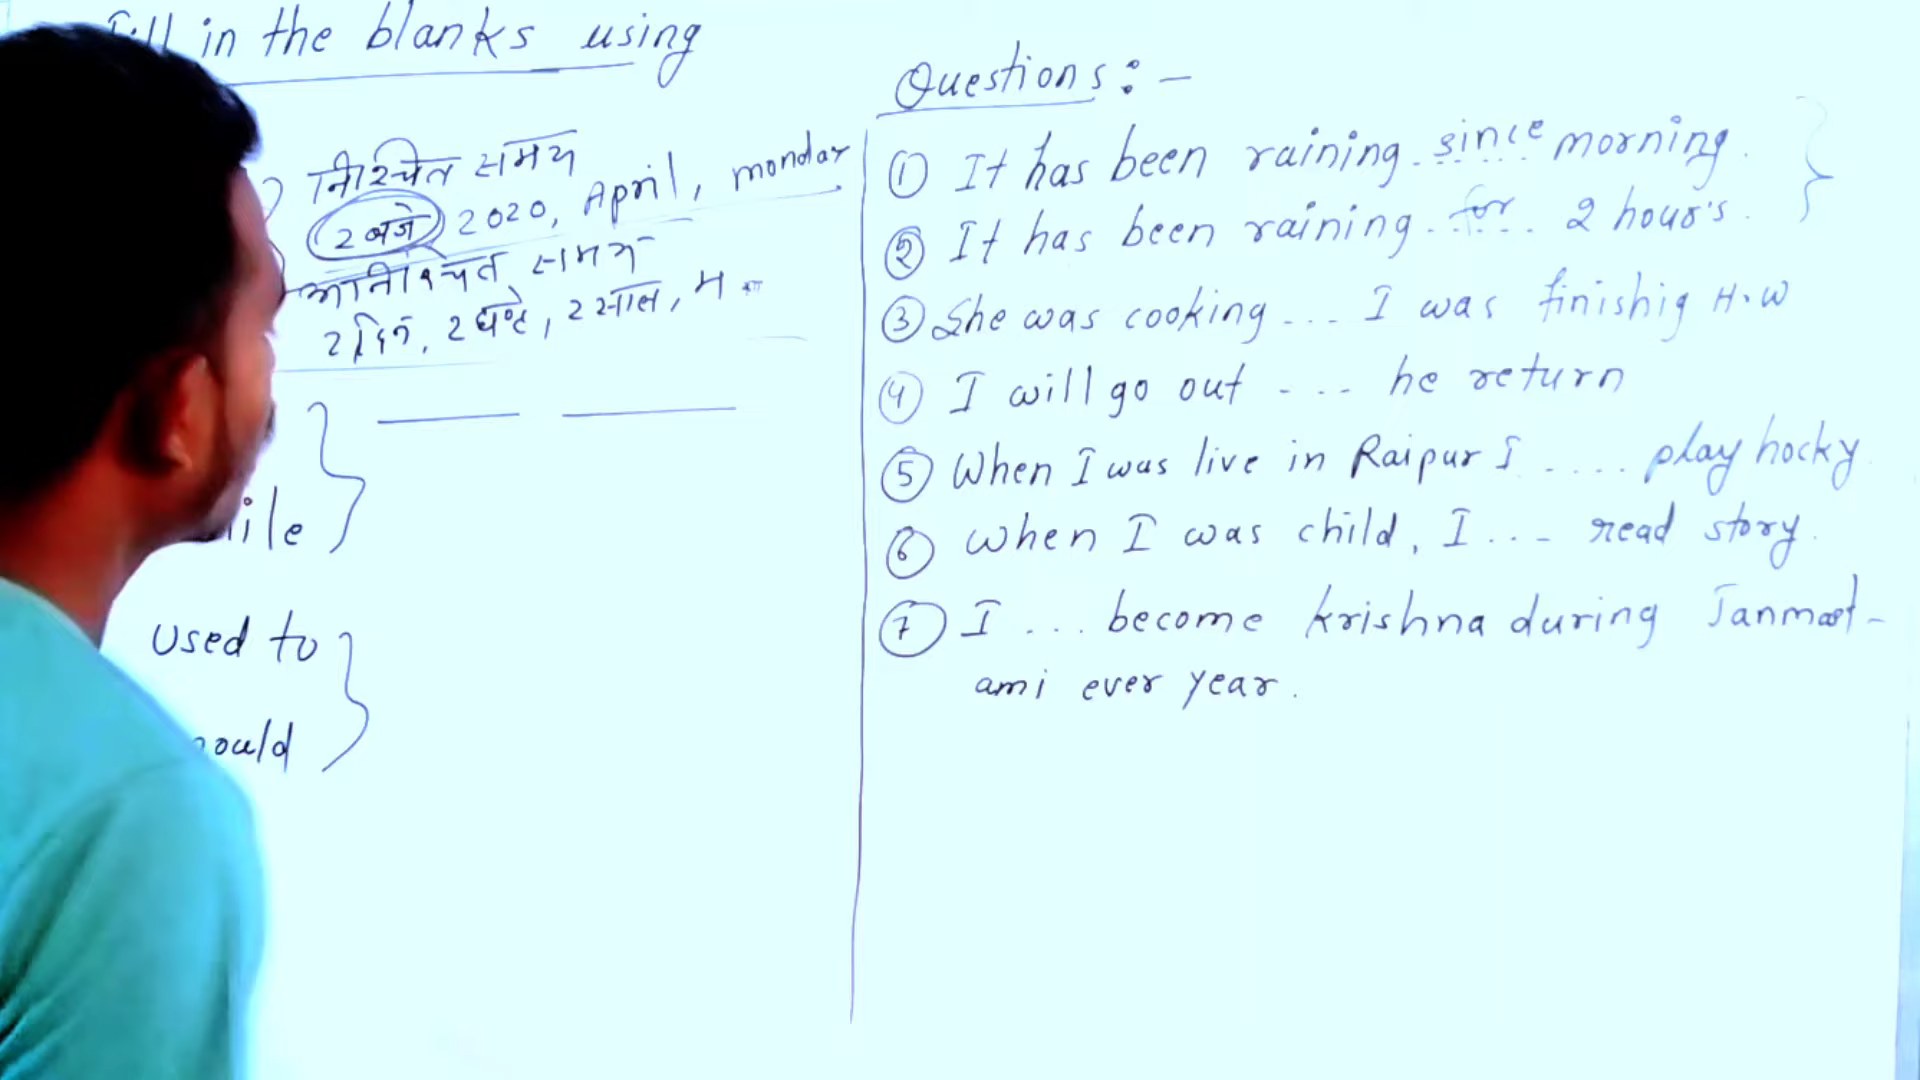 Fill in the blanks using
निश्चित समय
2 बजे 2020, April, monday
अनिश्चित समय
2 दिन, 2 घण्टे, 2 साल, म
used to
Questions : -
① It has been raining . since morning .
② It has been raining . for . . 2 hour's .
③ She was cooking ... I was finishig H.W
④ I will go out - ... he return
⑤ When I was live in Raipur I .... play hocky
⑥ when I was child, I ... read story.
⑦ I ... become krishna during Janmast-
ami ever year .